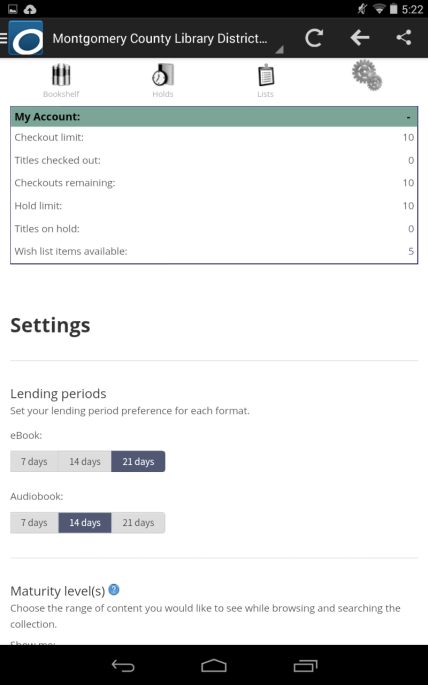 5:22
Montgomery County Library District...
Bookshelf
Holds
Lists
My Account: -
Checkout limit: 10
Titles checked out: 0
Checkouts remaining: 10
Hold limit: 10
Titles on hold: 0
Wish list items available: 5
Settings
Lending periods
Set your lending period preference for each format.
eBook:
7 days 14 days 21 days
Audiobook:
7 days 14 days 21 days
Maturity level(s) ?
Choose the range of content you would like to see while browsing and searching the
collection.
Show me: